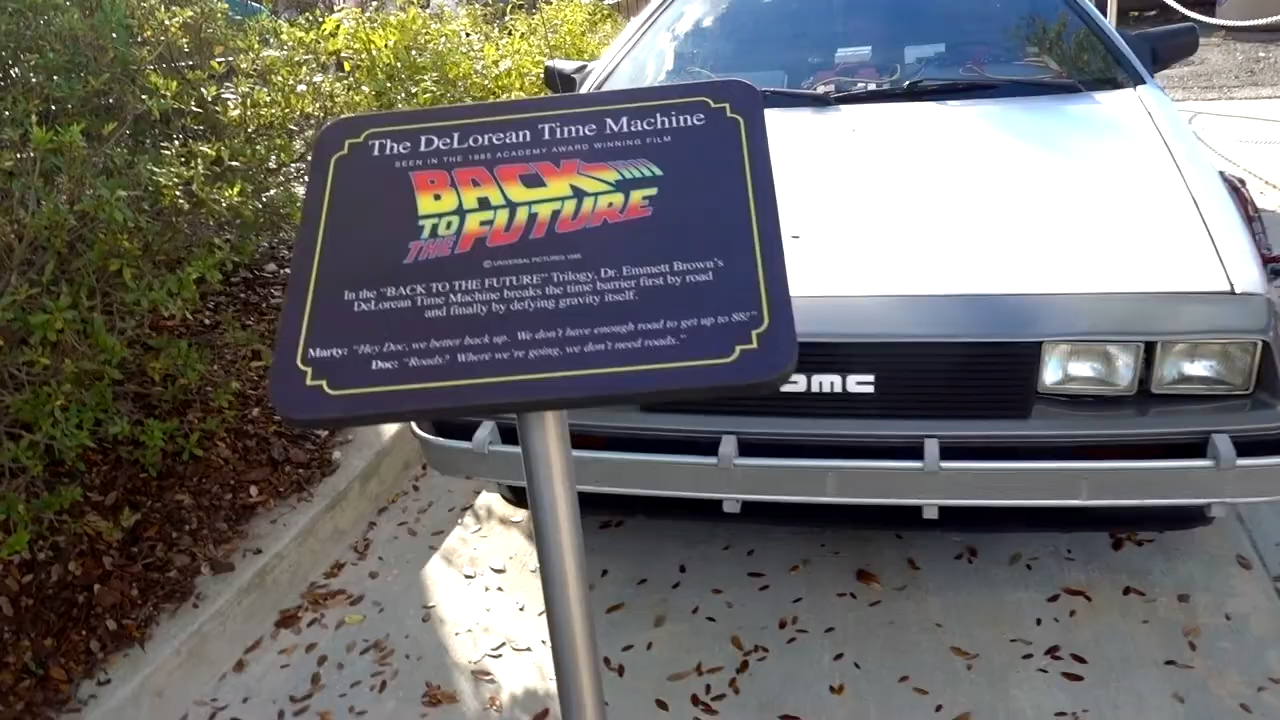 The DeLorean Time Machine
SEEN IN THE 1985 ACADEMY AWARD WINNING FILM
BACK
TO
THE FUTURE
© UNIVERSAL PICTURES 1985
In the "BACK TO THE FUTURE" Trilogy, Dr. Emmett Brown's
DeLorean Time Machine breaks the time barrier first by road
and finally by defying gravity itself.
Marty: "Hey Doc, we better back up. We don't have enough road to get up to 88!"
Doc: "Roads? Where we're going, we don't need roads."
DMC